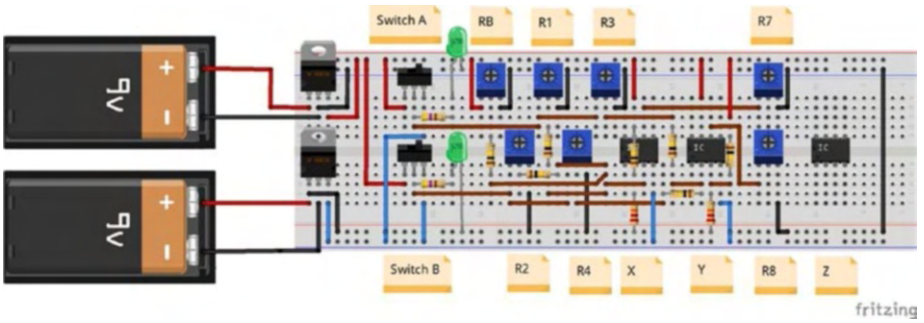 Switch A
RB
R1
R3
R7
9V
+
-
9V
+
-
IC
IC
IC
Switch B
R2
R4
X
Y
R8
Z
fritzing